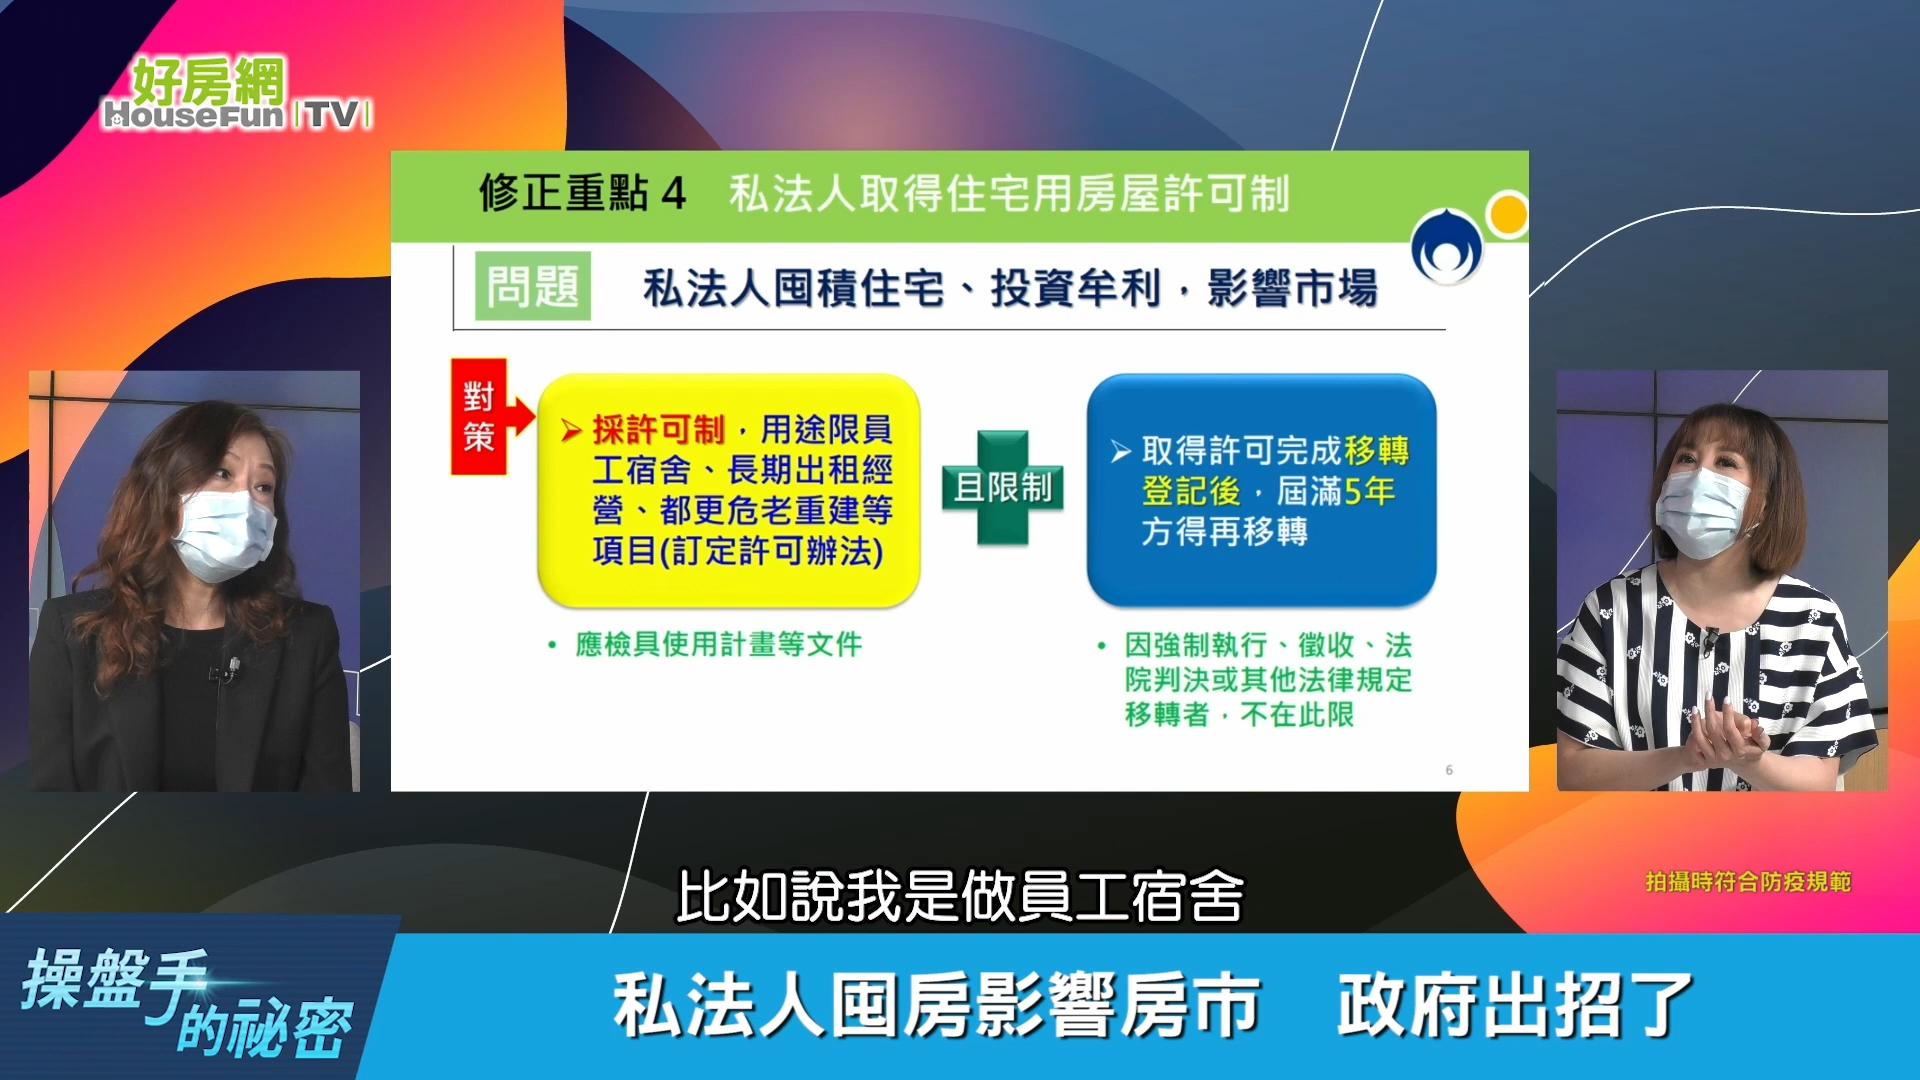 好房網
HouseFun TV
修正重點 4 私法人取得住宅用房屋許可制
問題 私法人囤積住宅、投資牟利，影響市場
對策
➢ 採許可制，用途限員
工宿舍、長期出租經
營、都更危老重建等
項目(訂定許可辦法)
• 應檢具使用計畫等文件
且限制
➢ 取得許可完成移轉
登記後，屆滿5年
方得再移轉
• 因強制執行、徵收、法
院判決或其他法律規定
移轉者，不在此限
6
拍攝時符合防疫規範
比如說我是做員工宿舍
操盤手
的祕密
私法人囤房影響房市 政府出招了